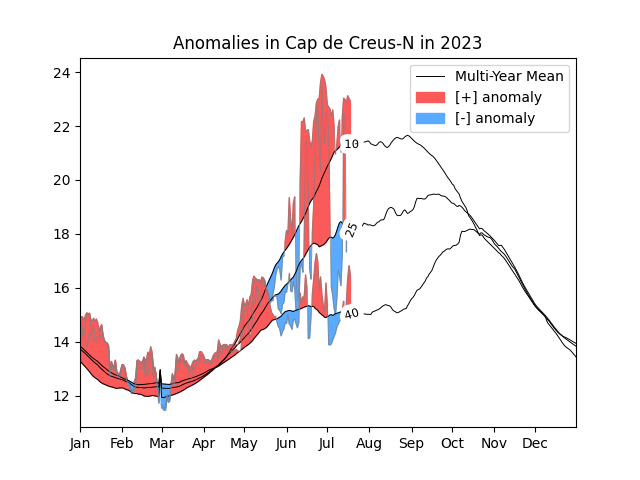 Anomalies in Cap de Creus-N in 2023
Multi-Year Mean
[+] anomaly
[-] anomaly
24
22
20
18
16
14
12
10
25
40
Jan Feb Mar Apr May Jun Jul Aug Sep Oct Nov Dec